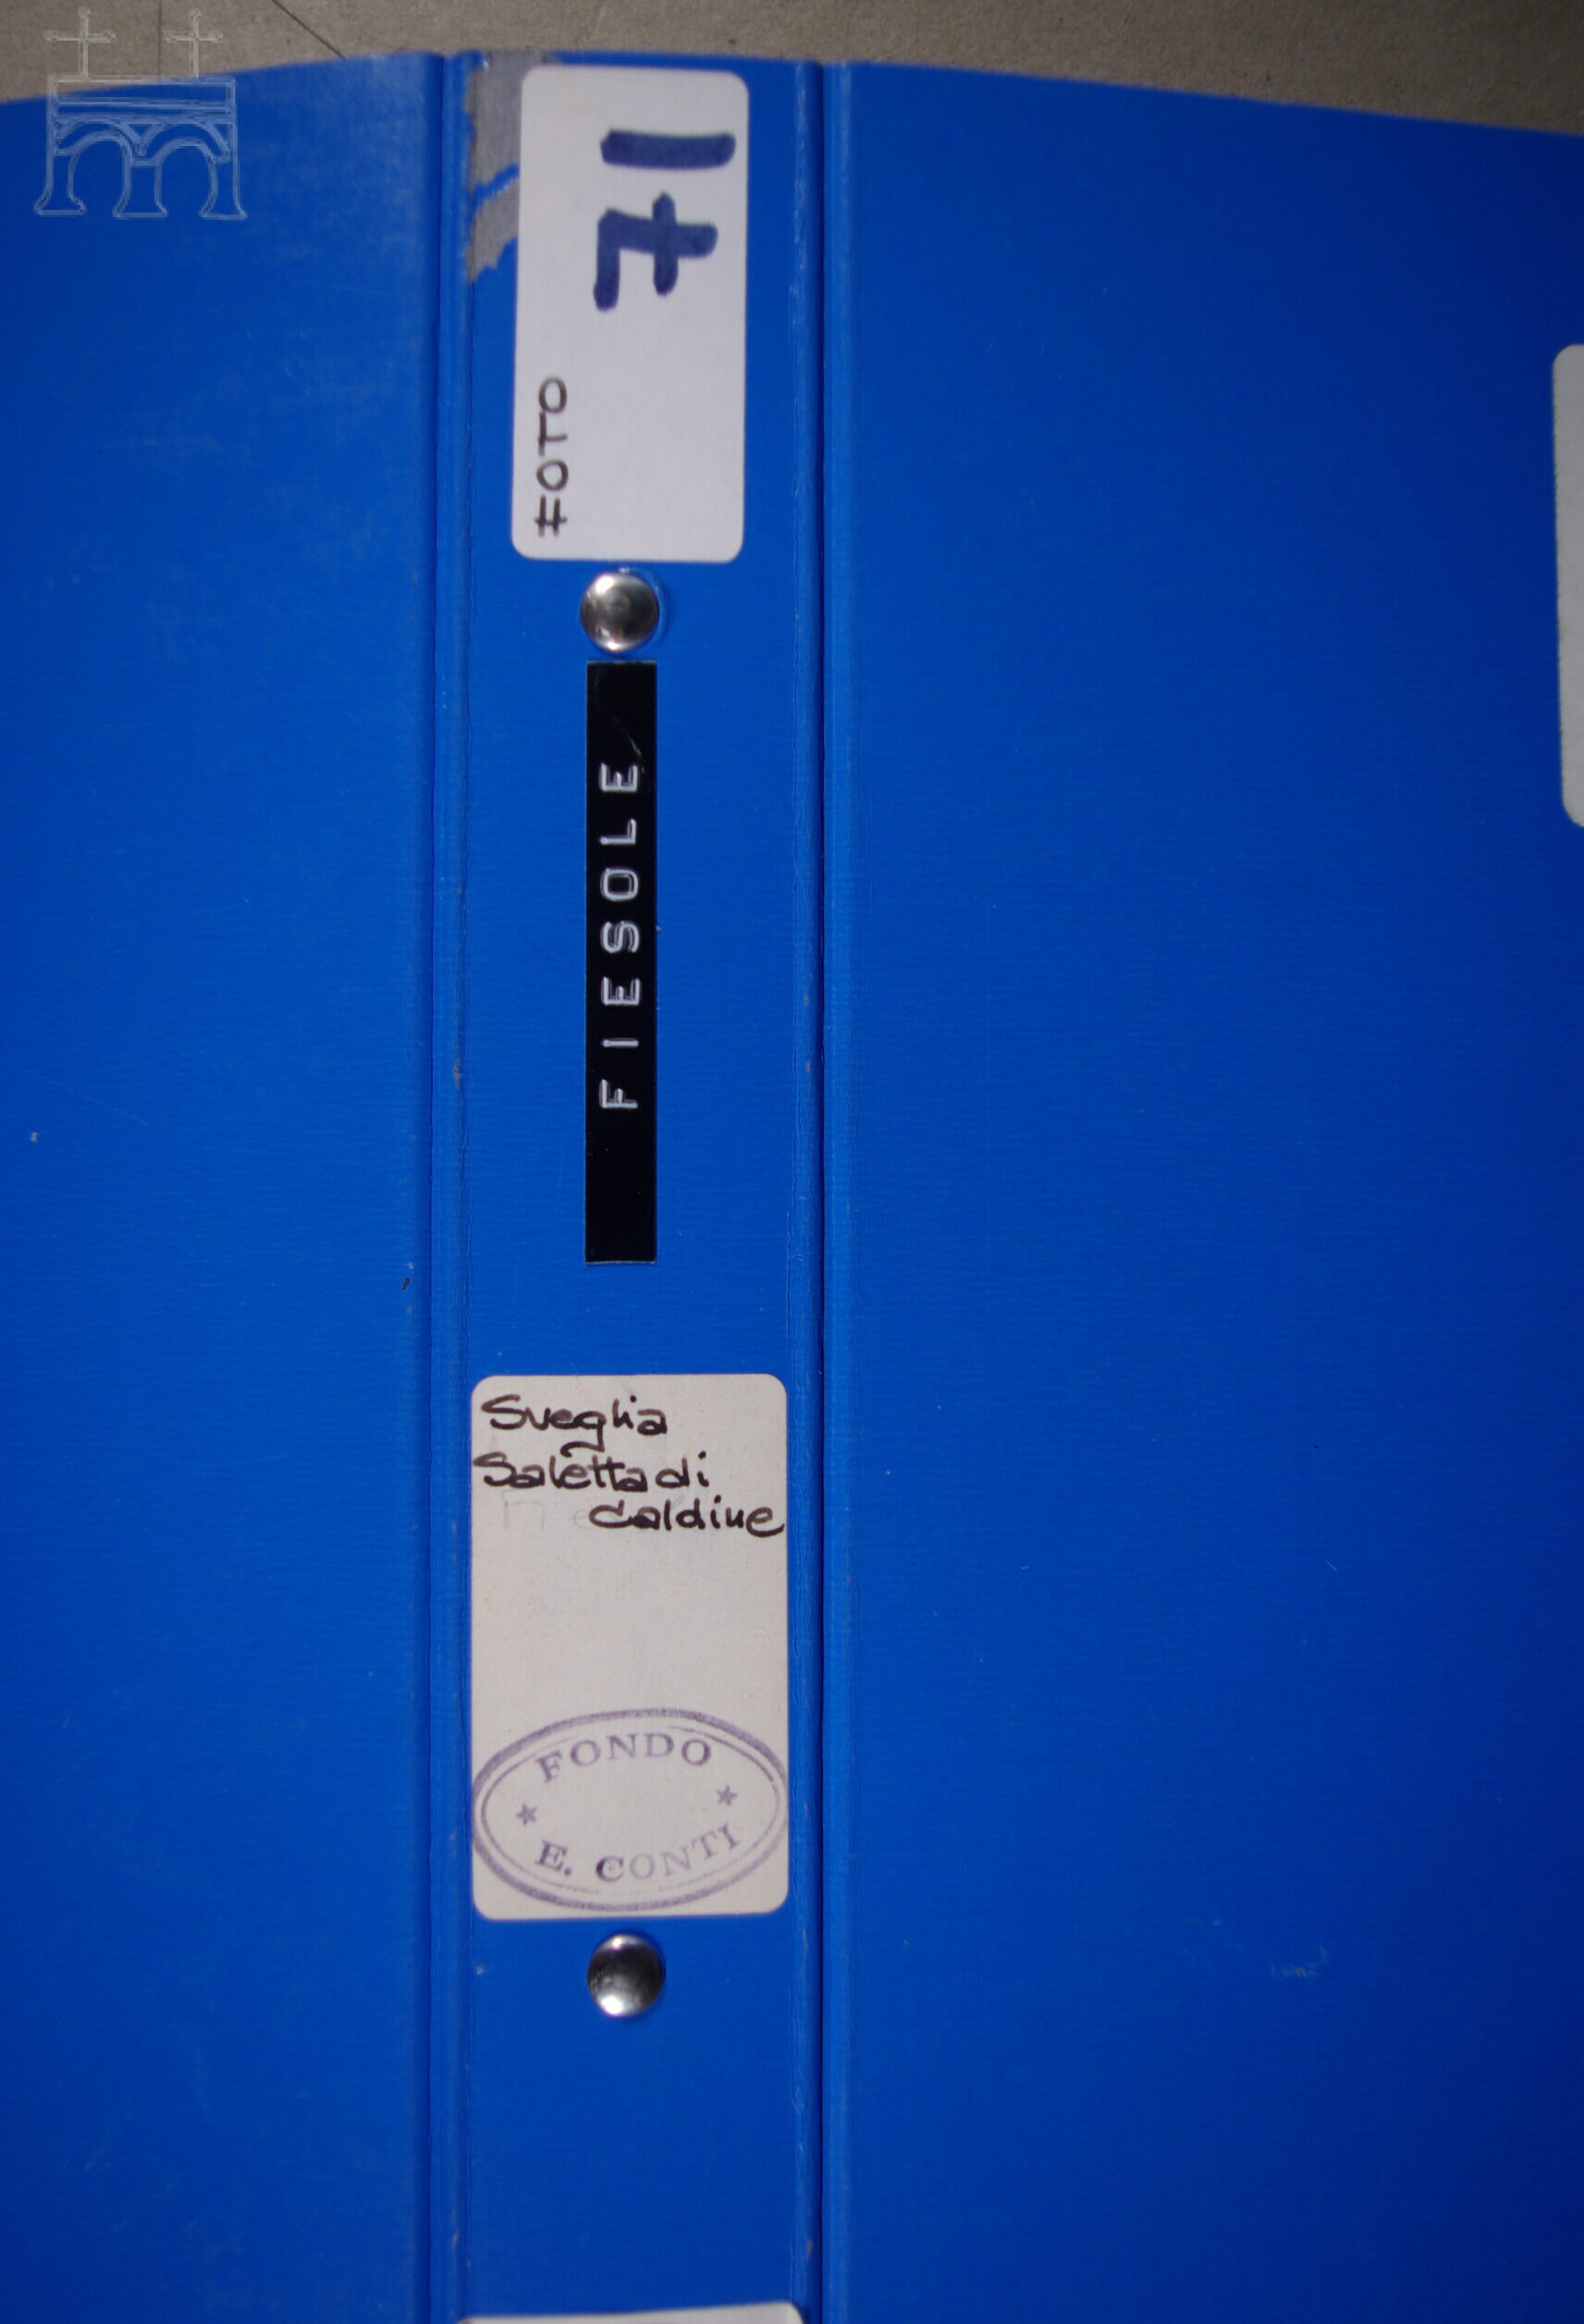 FOTO
71
FIESOLE
Sveglia
Saletta di
Caldine
FONDO
E. CONTI